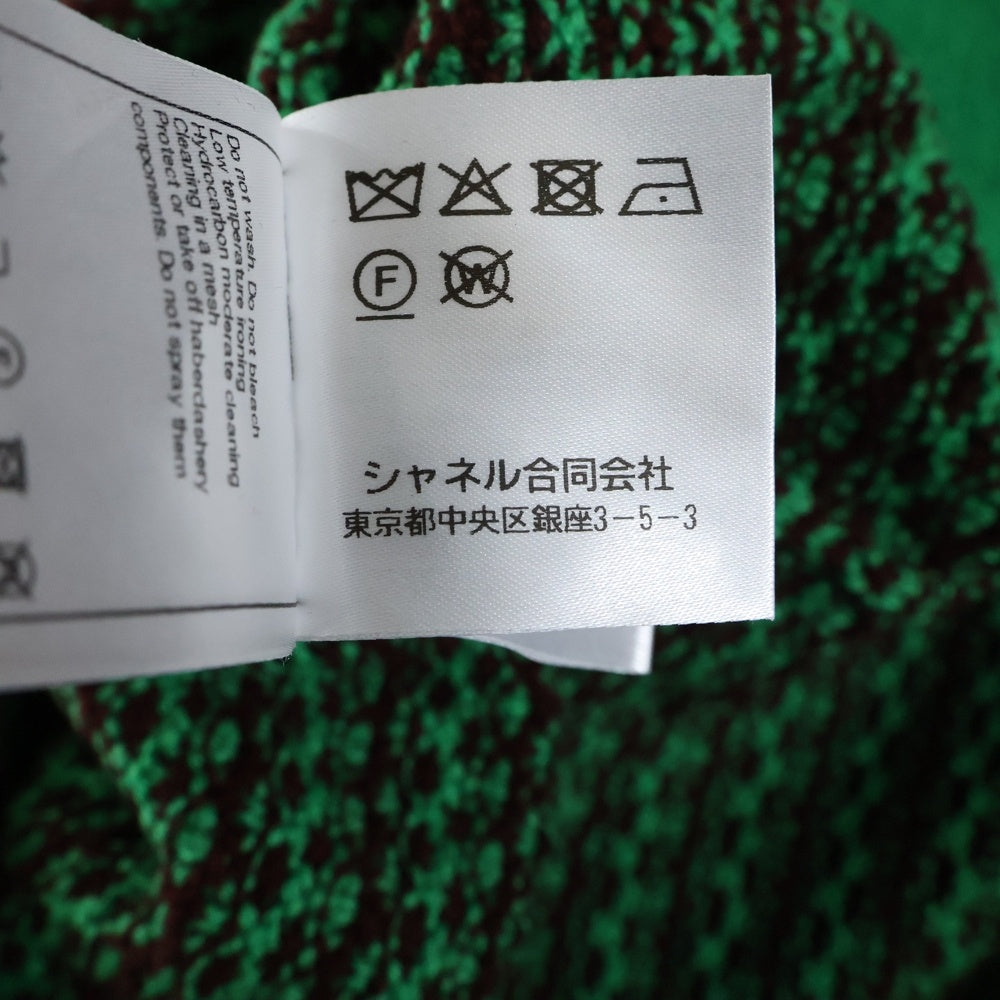 Do not wash. Do not bleach
Low temperature ironing
Hydrocarbon moderate cleaning
Cleaning in a mesh
Protect or take off haberdashery
components. Do not spray them
F
W
シャネル合同会社
東京都中央区銀座3-5-3